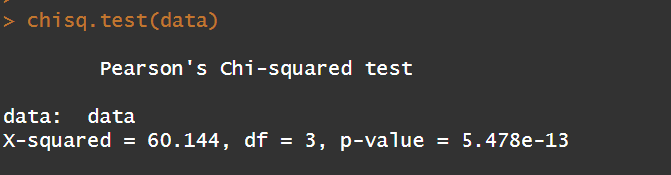 > chisq.test(data)
Pearson's Chi-squared test
data:  data
X-squared = 60.144, df = 3, p-value = 5.478e-13